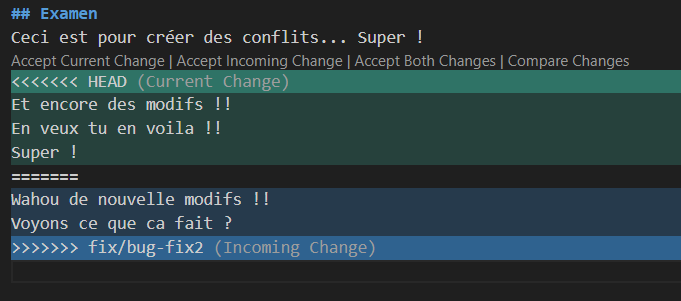 ## Examen
Ceci est pour créer des conflits... Super !
Accept Current Change | Accept Incoming Change | Accept Both Changes | Compare Changes
<<<<<<< HEAD (Current Change)
Et encore des modifs !!
En veux tu en voila !!
Super !
=======
Wahou de nouvelle modifs !!
Voyons ce que ca fait ?
>>>>>>> fix/bug-fix2 (Incoming Change)